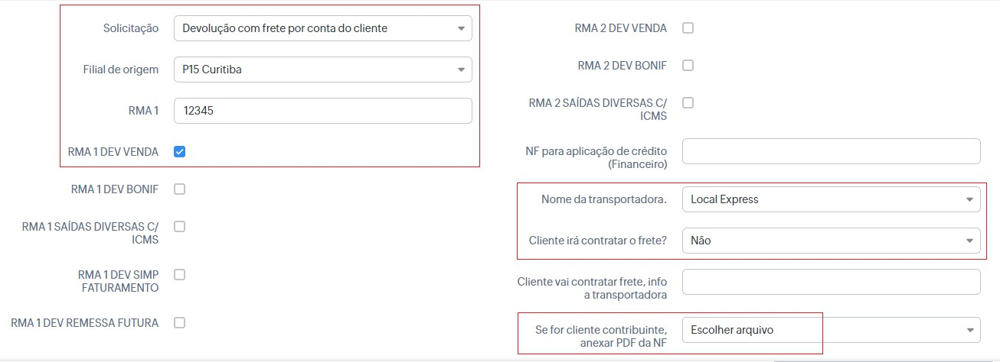 Solicitação
Devolução com frete por conta do cliente
Filial de origem
P15 Curitiba
RMA 1
12345
RMA 1 DEV VENDA
RMA 1 DEV BONIF
RMA 1 SAÍDAS DIVERSAS C/
ICMS
RMA 1 DEV SIMP
FATURAMENTO
RMA 1 DEV REMESSA FUTURA
RMA 2 DEV VENDA
RMA 2 DEV BONIF
RMA 2 SAÍDAS DIVERSAS C/
ICMS
NF para aplicação de crédito
(Financeiro)
Nome da transportadora.
Local Express
Cliente irá contratar o frete?
Não
Cliente vai contratar frete, info
a transportadora
Se for cliente contribuinte,
anexar PDF da NF
Escolher arquivo